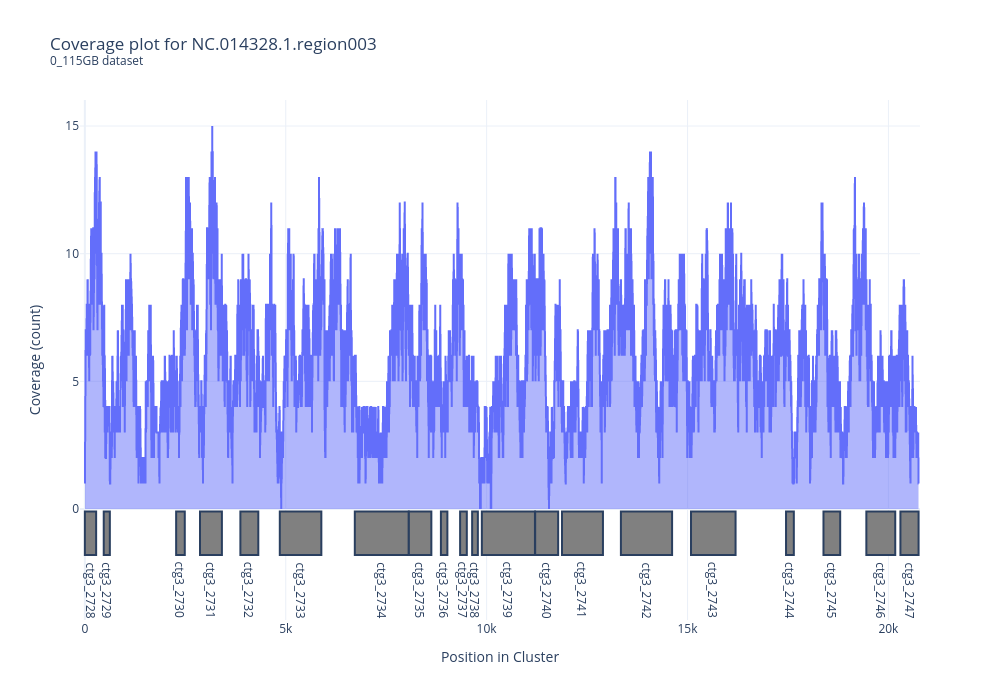 Coverage plot for NC.014328.1.region003
0_115GB dataset
15
10
5
0
Coverage (count)
ctg3_2728
ctg3_2729
ctg3_2730
ctg3_2731
ctg3_2732
ctg3_2733
ctg3_2734
ctg3_2735
ctg3_2736
ctg3_2737
ctg3_2738
ctg3_2739
ctg3_2740
ctg3_2741
ctg3_2742
ctg3_2743
ctg3_2744
ctg3_2745
ctg3_2746
ctg3_2747
0 5k 10k 15k 20k
Position in Cluster